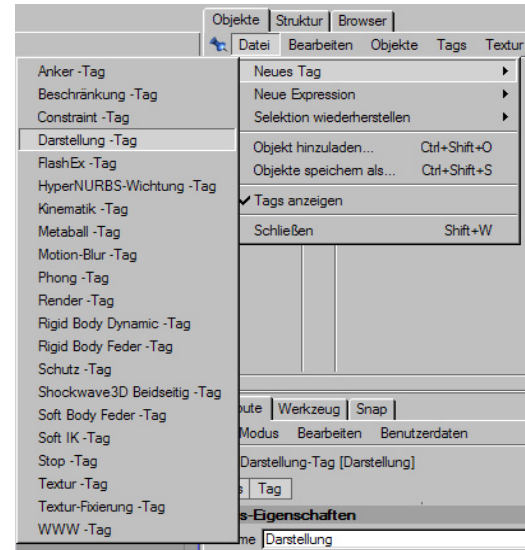 Objekte Struktur Browser
Datei Bearbeiten Objekte Tags Textur
Neues Tag
Neue Expression
Selektion wiederherstellen
Objekt hinzuladen... Ctrl+Shift+O
Objekte speichern als... Ctrl+Shift+S
Tags anzeigen
Schließen Shift+W
Anker -Tag
Beschränkung -Tag
Constraint -Tag
Darstellung -Tag
FlashEx -Tag
HyperNURBS-Wichtung -Tag
Kinematik -Tag
Metaball -Tag
Motion-Blur -Tag
Phong -Tag
Render -Tag
Rigid Body Dynamic -Tag
Rigid Body Feder -Tag
Schutz -Tag
Shockwave3D Beidseitig -Tag
Soft Body Feder -Tag
Soft IK -Tag
Stop -Tag
Textur -Tag
Textur-Fixierung -Tag
WWW -Tag
bute Werkzeug Snap
Modus Bearbeiten Benutzerdaten
Darstellung-Tag [Darstellung]
s Tag
s-Eigenschaften
me Darstellung